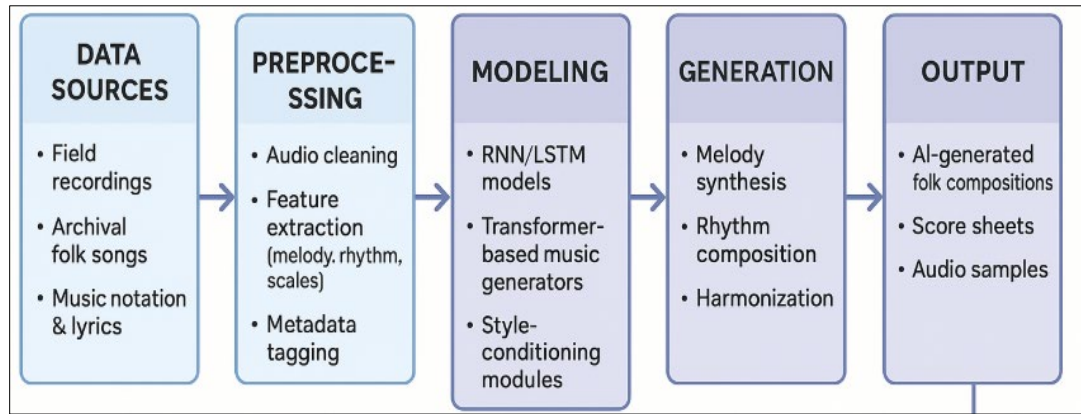 DATA
SOURCES
• Field
recordings
• Archival
folk songs
• Music notation
& lyrics
PREPROCE-
SSING
• Audio cleaning
• Feature
extraction
(melody. rhythm,
scales)
• Metadata
tagging
MODELING
• RNN/LSTM
models
• Transformer-
based music
generators
• Style-
conditioning
modules
GENERATION
• Melody
synthesis
• Rhythm
composition
• Harmonization
OUTPUT
• AI-generated
folk compositions
• Score sheets
• Audio samples